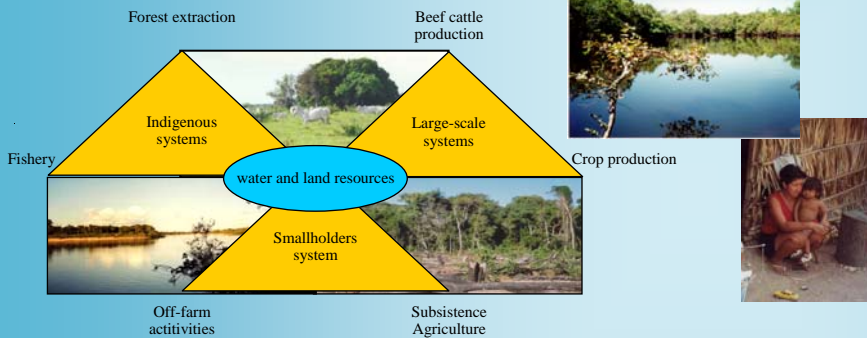 Forest extraction
Beef cattle
production
Indigenous
systems
Large-scale
systems
Fishery
Crop production
water and land resources
Smallholders
system
Off-farm
actitivities
Subsistence
Agriculture